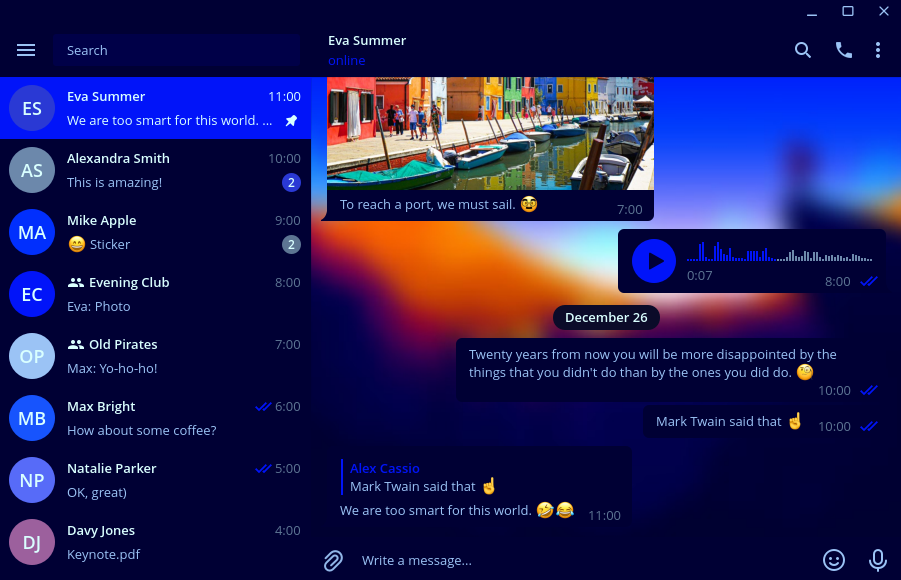 Search
Eva Summer
online
ES
Eva Summer
11:00
We are too smart for this world. ...
AS
Alexandra Smith
10:00
This is amazing!
2
MA
Mike Apple
9:00
😄 Sticker
2
EC
Evening Club
8:00
Eva: Photo
OP
Old Pirates
7:00
Max: Yo-ho-ho!
MB
Max Bright
6:00
How about some coffee?
NP
Natalie Parker
5:00
OK, great)
DJ
Davy Jones
4:00
Keynote.pdf
To reach a port, we must sail. 🥸
7:00
0:07
8:00
December 26
Twenty years from now you will be more disappointed by the
things that you didn't do than by the ones you did do. 🧐
10:00
Mark Twain said that ☝
10:00
Alex Cassio
Mark Twain said that ☝
We are too smart for this world. 🤣😂
11:00
Write a message...